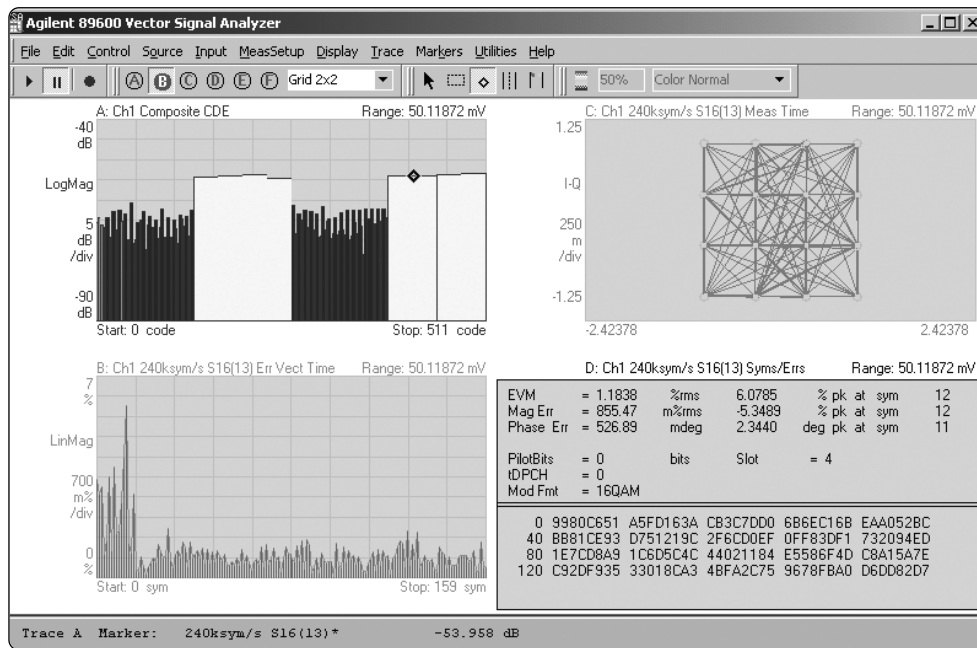 Agilent 89600 Vector Signal Analyzer
File Edit Control Source Input MeasSetup Display Trace Markers Utilities Help
A B C D E F Grid 2x2 50% Color Normal
A: Ch1 Composite CDE Range: 50.11872 mV
-40
dB
LogMag
5
dB
/div
-90
dB
Start: 0 code Stop: 511 code
C: Ch1 240ksym/s S16(13) Meas Time Range: 50.11872 mV
1.25
I-Q
250
m
/div
-1.25
-2.42378 2.42378
B: Ch1 240ksym/s S16(13) Err Vect Time Range: 50.11872 mV
7
%
LinMag
700
m%
/div
0
%
Start: 0 sym Stop: 159 sym
D: Ch1 240ksym/s S16(13) Syms/Errs Range: 50.11872 mV
EVM = 1.1838 %rms 6.0785 % pk at sym 12
Mag Err = 855.47 m%rms -5.3489 % pk at sym 12
Phase Err = 526.89 mdeg 2.3440 deg pk at sym 11
PilotBits = 0 bits Slot = 4
tDPCH = 0
Mod Fmt = 16QAM
0 9980C651 A5FD163A CB3C7DD0 6B6EC16B EAA052BC
40 BB81CE93 D751219C 2F6CD0EF 0FF83DF1 732094ED
80 1E7CD8A9 1C6D5C4C 44021184 E5586F4D C8A15A7E
120 C92DF935 33018CA3 4BFA2C75 9678FBA0 D6DD82D7
Trace A Marker: 240ksym/s S16(13)* -53.958 dB